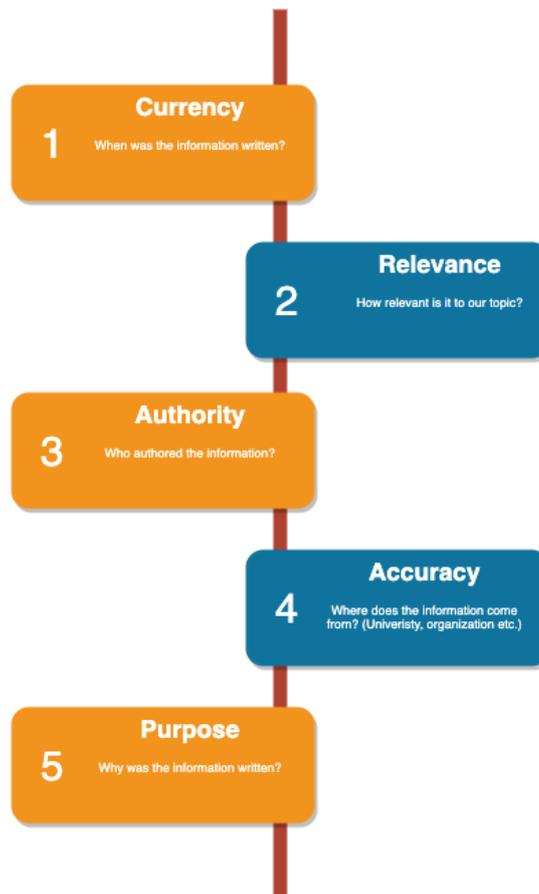 Currency
1
When was the information written?
Relevance
2
How relevant is it to our topic?
Authority
3
Who authored the information?
Accuracy
4
Where does the information come
from? (Univeristy, organization etc.)
Purpose
5
Why was the information written?